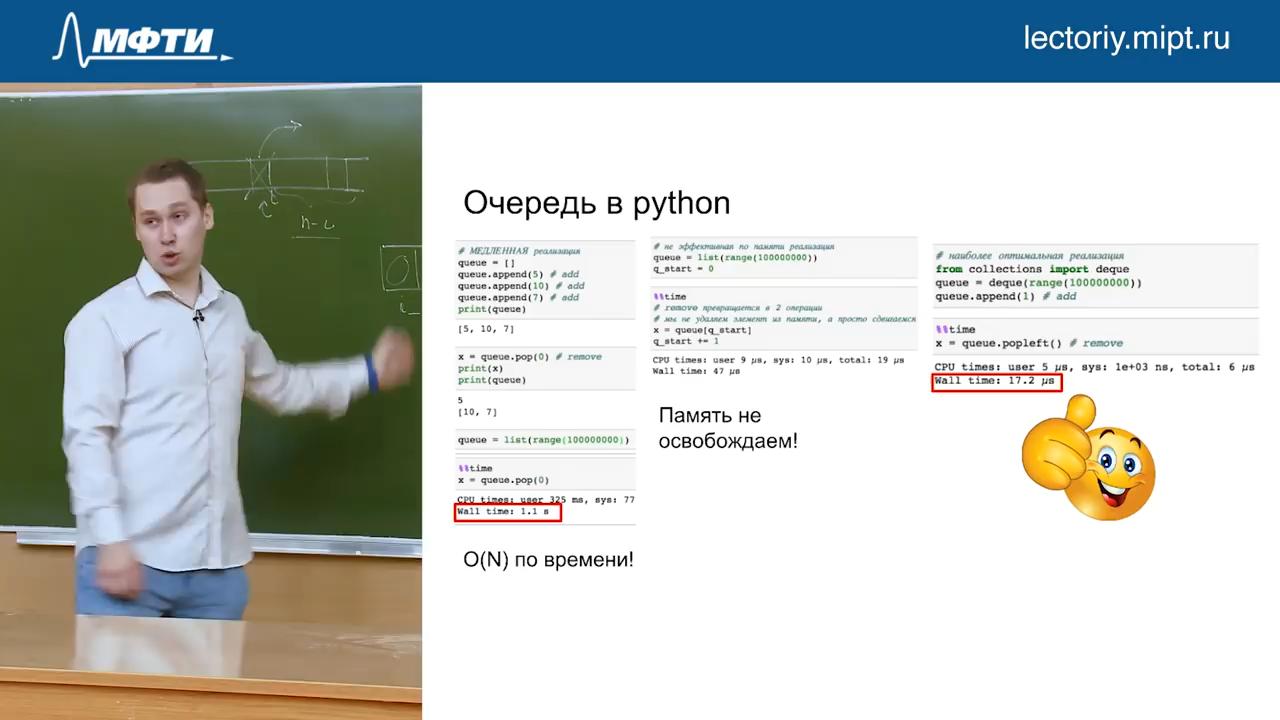 МФТИ
lectoriy.mipt.ru
n-i
i
Очередь в python
# МЕДЛЕННАЯ реализация
queue = []
queue.append(5) # add
queue.append(10) # add
queue.append(7) # add
print(queue)
[5, 10, 7]
x = queue.pop(0) # remove
print(x)
print(queue)
5
[10, 7]
queue = list(range(100000000))
%%time
x = queue.pop(0)
CPU times: user 325 ms, sys: 77
Wall time: 1.1 s
O(N) по времени!
# не эффективная по памяти реализация
queue = list(range(100000000))
q_start = 0
%%time
# remove превращается в 2 операции
# мы не удаляем элемент из памяти, а просто сдвигаемся
x = queue[q_start]
q_start += 1
CPU times: user 9 µs, sys: 10 µs, total: 19 µs
Wall time: 47 µs
Память не
освобождаем!
# наиболее оптимальная реализация
from collections import deque
queue = deque(range(100000000))
queue.append(1) # add
%%time
x = queue.popleft() # remove
CPU times: user 5 µs, sys: 1e+03 ns, total: 6 µs
Wall time: 17.2 µs